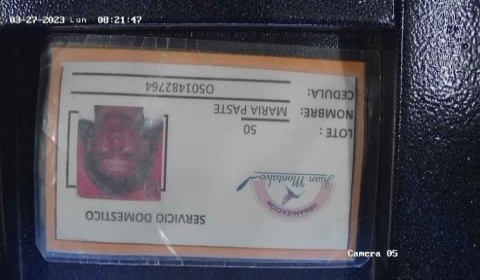 03-27-2023 Lun 08:21:47
URBANIZACION
Juan Montalvo
SERVICIO DOMESTICO
LOTE : 50
NOMBRE: MARIA PASTE
CEDULA: 0501482764
Camera 05